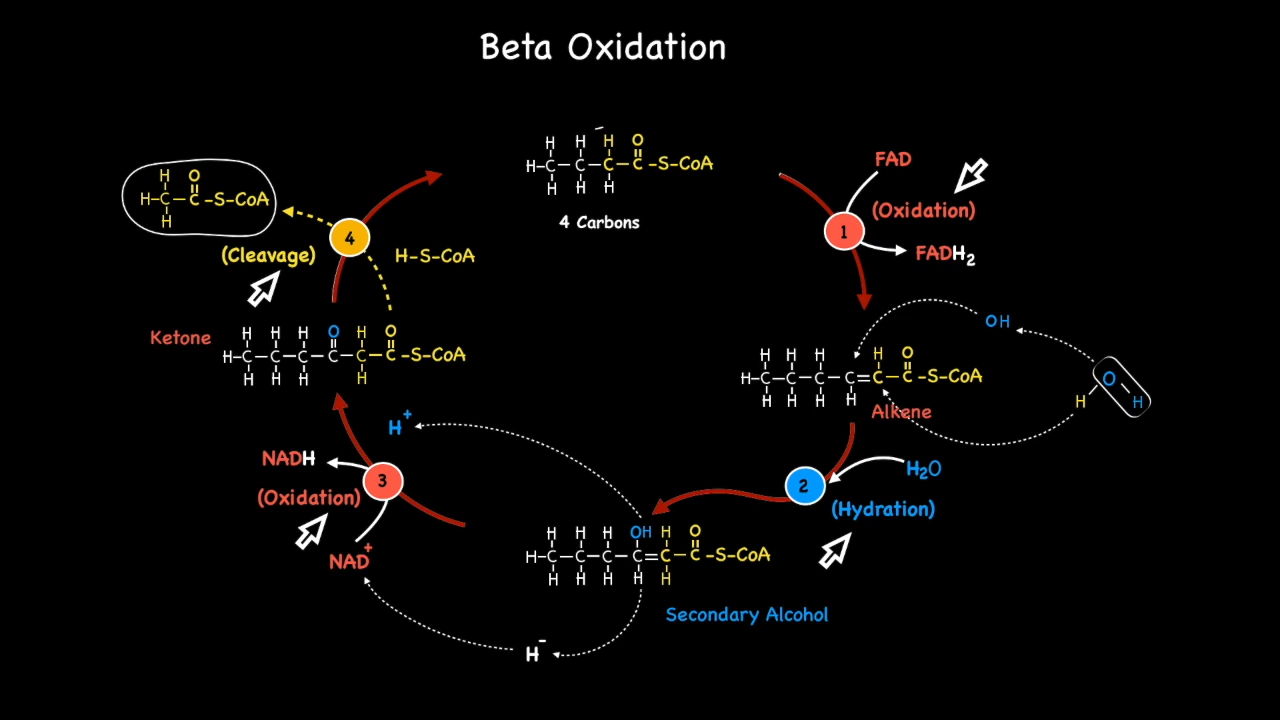 Beta Oxidation
H H H O
H-C-C-C-C-S-CoA
H H H
4 Carbons
FAD
(Oxidation)
1
FADH2
OH
H H H H O
H-C-C-C-C=C-C-S-CoA
H H H H
Alkene
O
H H
H2O
2
(Hydration)
H H H OH H O
H-C-C-C-C=C-C-S-CoA
H H H H H
Secondary Alcohol
H-
H+
NADH
3
(Oxidation)
NAD+
Ketone
H H H O H O
H-C-C-C-C-C-C-S-CoA
H H H H
4
(Cleavage)
H-S-CoA
H O
H-C-C-S-CoA
H